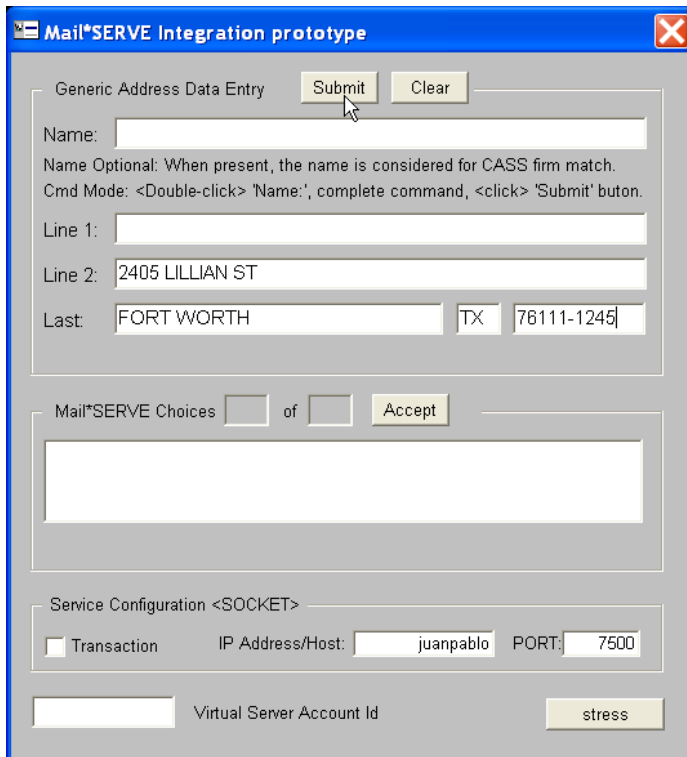 Mail*SERVE Integration prototype
Generic Address Data Entry Submit Clear
Name:
Name Optional: When present, the name is considered for CASS firm match.
Cmd Mode: <Double-click> 'Name:', complete command, <click> 'Submit' buton.
Line 1:
Line 2: 2405 LILLIAN ST
Last: FORT WORTH TX 76111-1245
Mail*SERVE Choices of Accept
Service Configuration <SOCKET>
Transaction IP Address/Host: juanpablo PORT: 7500
Virtual Server Account Id stress